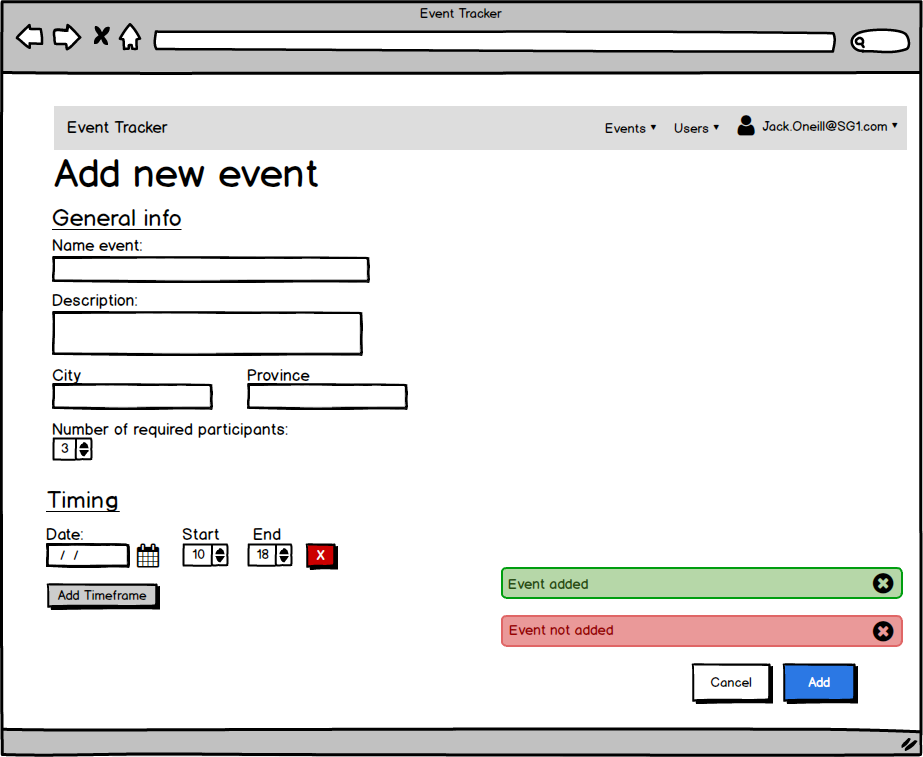 Event Tracker
Event Tracker Events Users Jack.Oneill@SG1.com
Add new event
General info
Name event:
Description:
City Province
Number of required participants:
3
Timing
Date: Start End
/ / 10 18 X
Add Timeframe
Event added
Event not added
Cancel Add